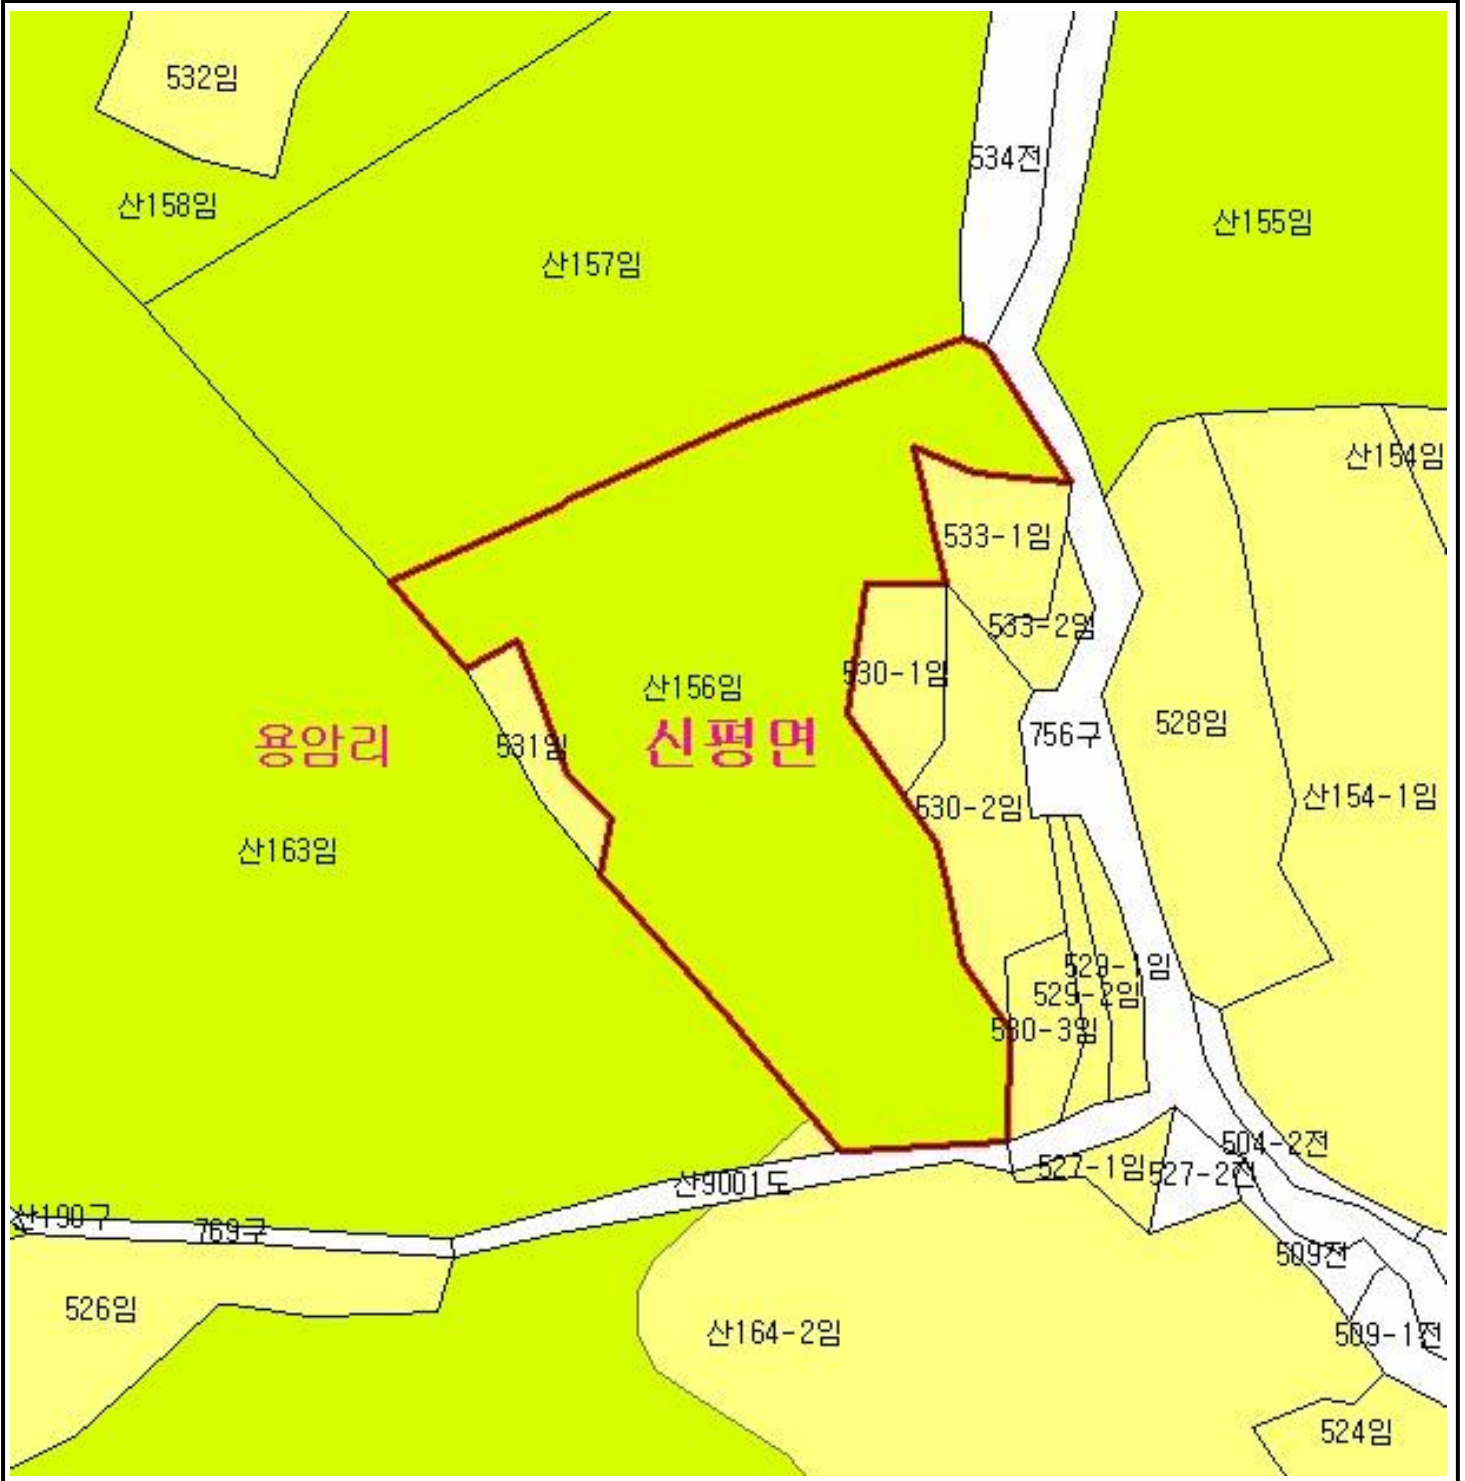 532임
534전
산158임
산155임
산157임
산154임
533-1임
533-2임
530-1임
산156임
528임
756구
신평면
용암리
531임
산154-1임
530-2임
산163임
529-1임
529-2임
530-3임
504-2전
527-1임
527-2전
산9001도
산190구
769구
509전
526임
산164-2임
509-1전
524임